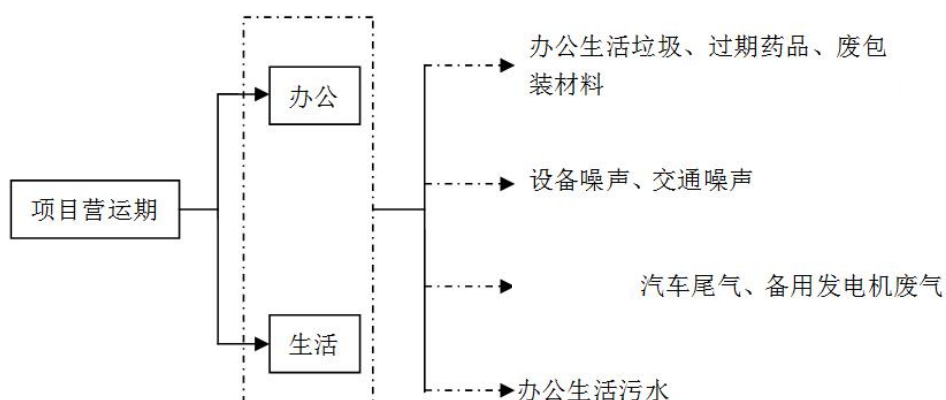 办公生活垃圾、过期药品、废包
装材料
办公
设备噪声、交通噪声
项目营运期
汽车尾气、备用发电机废气
生活
办公生活污水